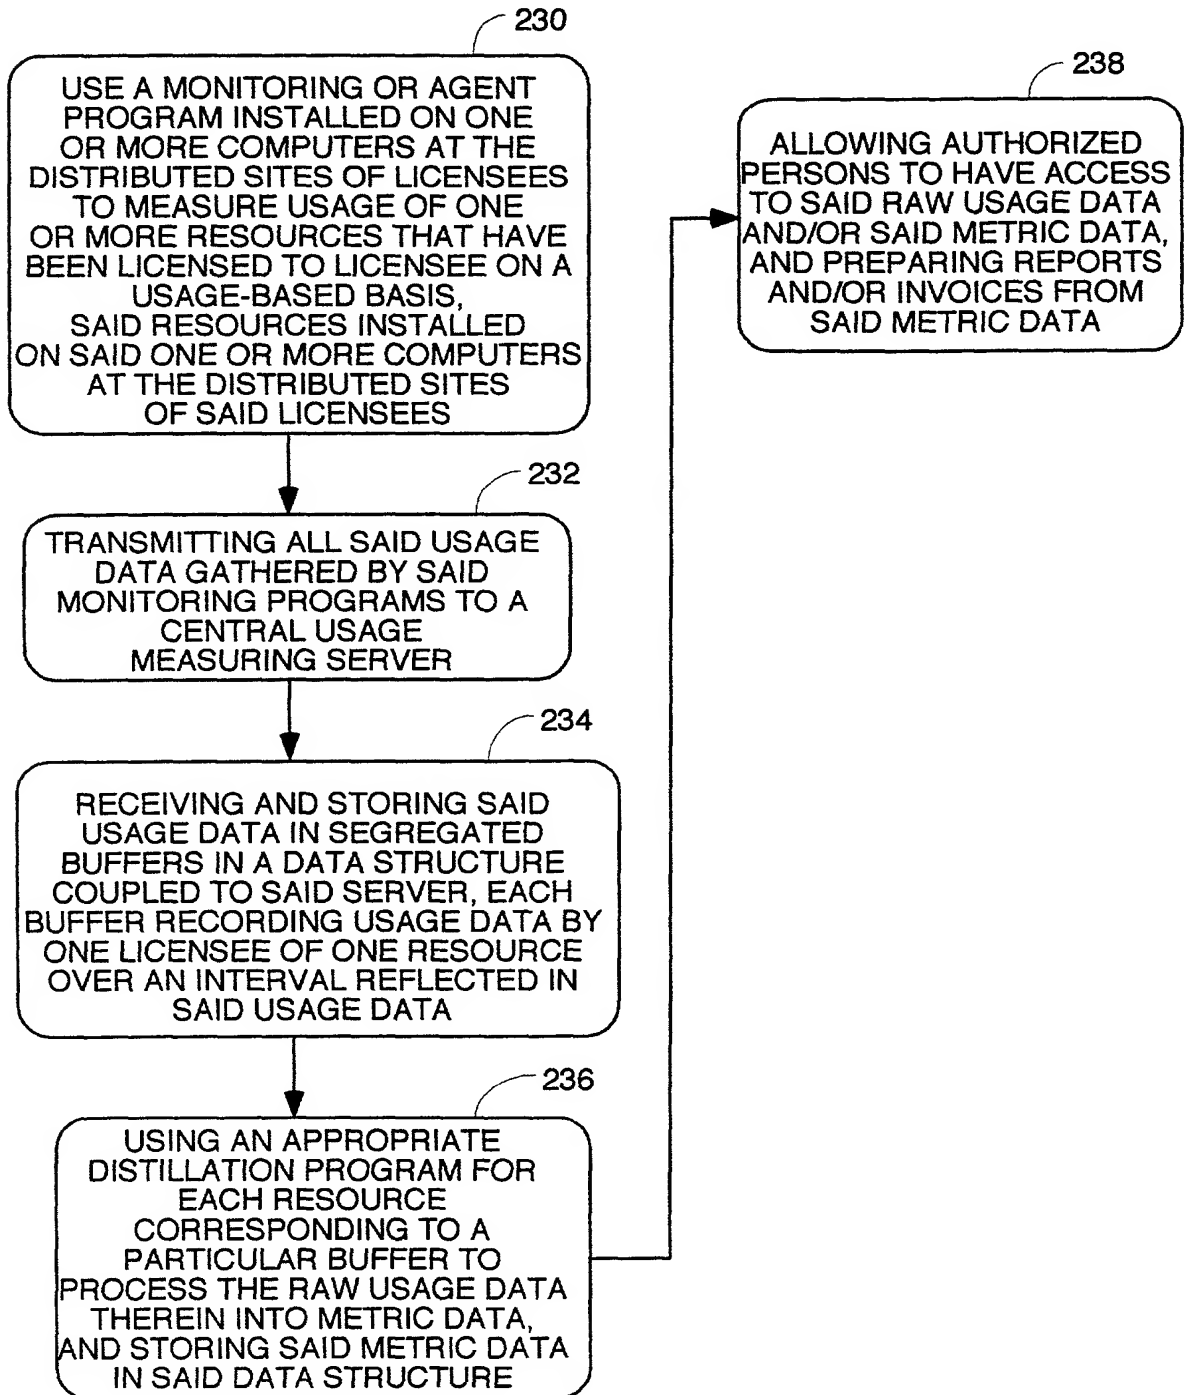 230
USE A MONITORING OR AGENT
PROGRAM INSTALLED ON ONE
OR MORE COMPUTERS AT THE
DISTRIBUTED SITES OF LICENSEES
TO MEASURE USAGE OF ONE
OR MORE RESOURCES THAT HAVE
BEEN LICENSED TO LICENSEE ON A
USAGE-BASED BASIS,
SAID RESOURCES INSTALLED
ON SAID ONE OR MORE COMPUTERS
AT THE DISTRIBUTED SITES
OF SAID LICENSEES
232
TRANSMITTING ALL SAID USAGE
DATA GATHERED BY SAID
MONITORING PROGRAMS TO A
CENTRAL USAGE
MEASURING SERVER
234
RECEIVING AND STORING SAID
USAGE DATA IN SEGREGATED
BUFFERS IN A DATA STRUCTURE
COUPLED TO SAID SERVER, EACH
BUFFER RECORDING USAGE DATA BY
ONE LICENSEE OF ONE RESOURCE
OVER AN INTERVAL REFLECTED IN
SAID USAGE DATA
236
USING AN APPROPRIATE
DISTILLATION PROGRAM FOR
EACH RESOURCE
CORRESPONDING TO A
PARTICULAR BUFFER TO
PROCESS THE RAW USAGE DATA
THEREIN INTO METRIC DATA,
AND STORING SAID METRIC DATA
IN SAID DATA STRUCTURE
238
ALLOWING AUTHORIZED
PERSONS TO HAVE ACCESS
TO SAID RAW USAGE DATA
AND/OR SAID METRIC DATA,
AND PREPARING REPORTS
AND/OR INVOICES FROM
SAID METRIC DATA